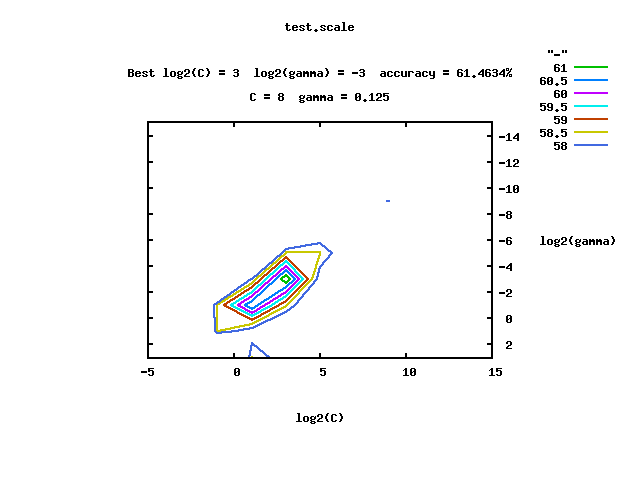 test.scale
"-"
Best log2(C) = 3  log2(gamma) = -3  accuracy = 61.4634%
C = 8  gamma = 0.125
61
60.5
60
59.5
59
58.5
58
-14
-12
-10
-8
-6
-4
-2
0
2
log2(gamma)
-5 0 5 10 15
log2(C)